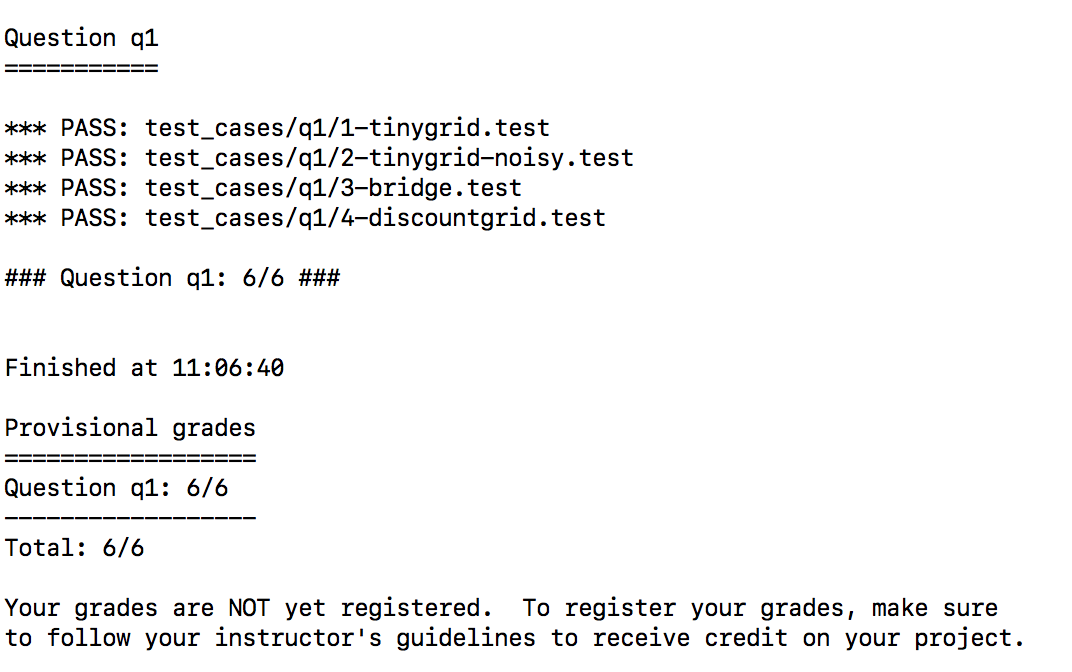 Question q1
===========
*** PASS: test_cases/q1/1-tinygrid.test
*** PASS: test_cases/q1/2-tinygrid-noisy.test
*** PASS: test_cases/q1/3-bridge.test
*** PASS: test_cases/q1/4-discountgrid.test
### Question q1: 6/6 ###
Finished at 11:06:40
Provisional grades
==================
Question q1: 6/6
------------------
Total: 6/6
Your grades are NOT yet registered.  To register your grades, make sure
to follow your instructor's guidelines to receive credit on your project.